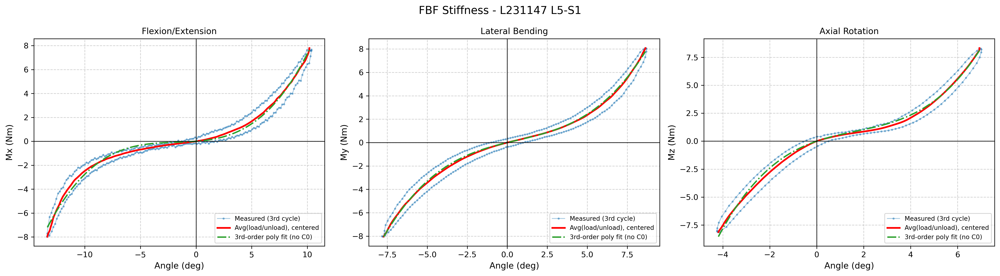 FBF Stiffness - L231147 L5-S1
Flexion/Extension
Mx (Nm)
8
6
4
2
0
−2
−4
−6
−8
−10
−5
0
5
10
Angle (deg)
Measured (3rd cycle)
Avg(load/unload), centered
3rd-order poly fit (no C0)
Lateral Bending
My (Nm)
8
6
4
2
0
−2
−4
−6
−8
−7.5
−5.0
−2.5
0.0
2.5
5.0
7.5
Angle (deg)
Measured (3rd cycle)
Avg(load/unload), centered
3rd-order poly fit (no C0)
Axial Rotation
Mz (Nm)
7.5
5.0
2.5
0.0
−2.5
−5.0
−7.5
−4
−2
0
2
4
6
Angle (deg)
Measured (3rd cycle)
Avg(load/unload), centered
3rd-order poly fit (no C0)